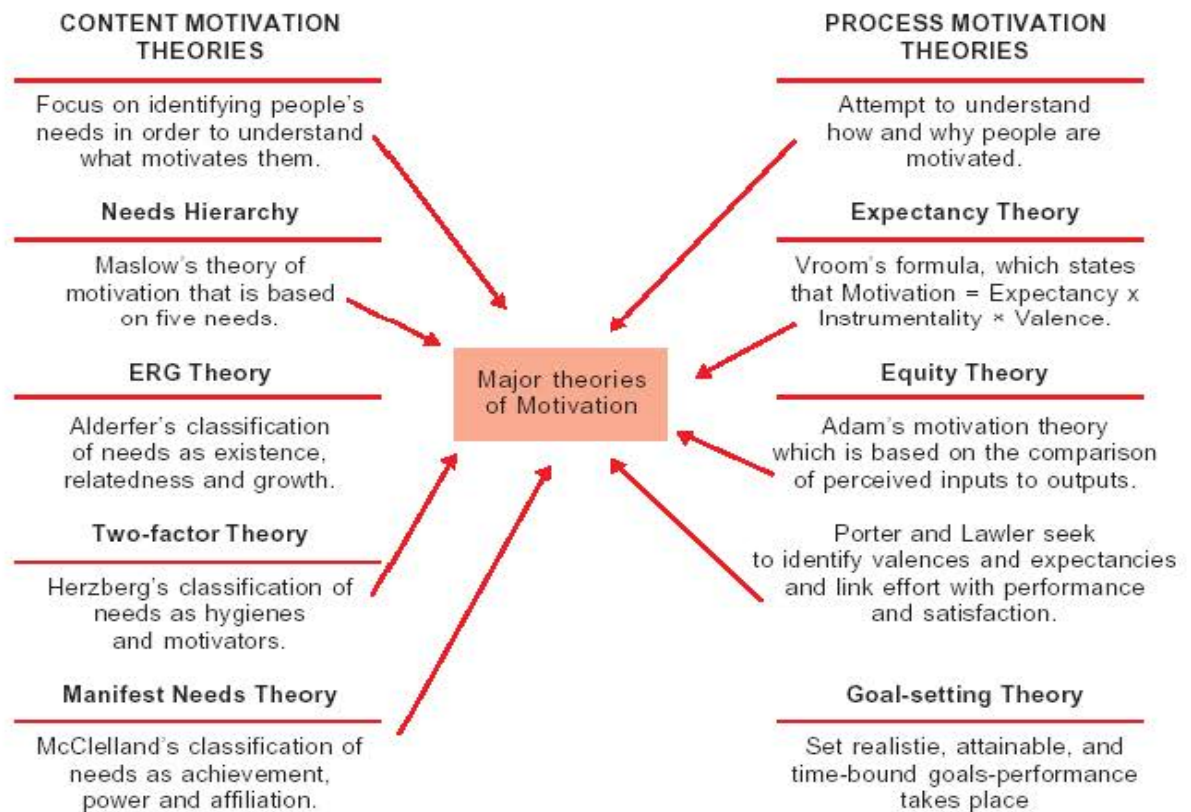 CONTENT MOTIVATION
THEORIES
Focus on identifying people's
needs in order to understand
what motivates them.
Needs Hierarchy
Maslow's theory of
motivation that is based
on five needs.
ERG Theory
Alderfer's classification
of needs as existence,
relatedness and growth.
Two-factor Theory
Herzberg's classification of
needs as hygienes
and motivators.
Manifest Needs Theory
McClelland's classification of
needs as achievement,
power and affiliation.
Major theories
of Motivation
PROCESS MOTIVATION
THEORIES
Attempt to understand
how and why people are
motivated.
Expectancy Theory
Vroom's formula, which states
that Motivation = Expectancy x
Instrumentality × Valence.
Equity Theory
Adam's motivation theory
which is based on the comparison
of perceived inputs to outputs.
Porter and Lawler seek
to identify valences and expectancies
and link effort with performance
and satisfaction.
Goal-setting Theory
Set realistie, attainable, and
time-bound goals-performance
takes place